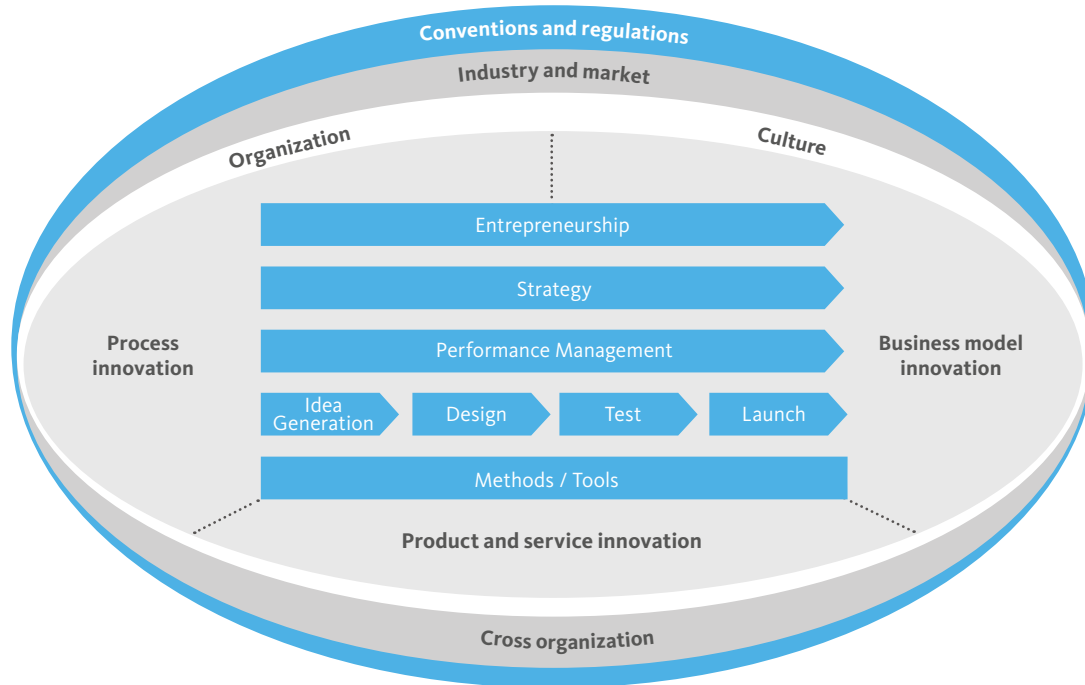 Conventions and regulations
Industry and market
Organization
Culture
Entrepreneurship
Strategy
Process
innovation
Performance Management
Business model
innovation
Idea
Generation
Design
Test
Launch
Methods / Tools
Product and service innovation
Cross organization